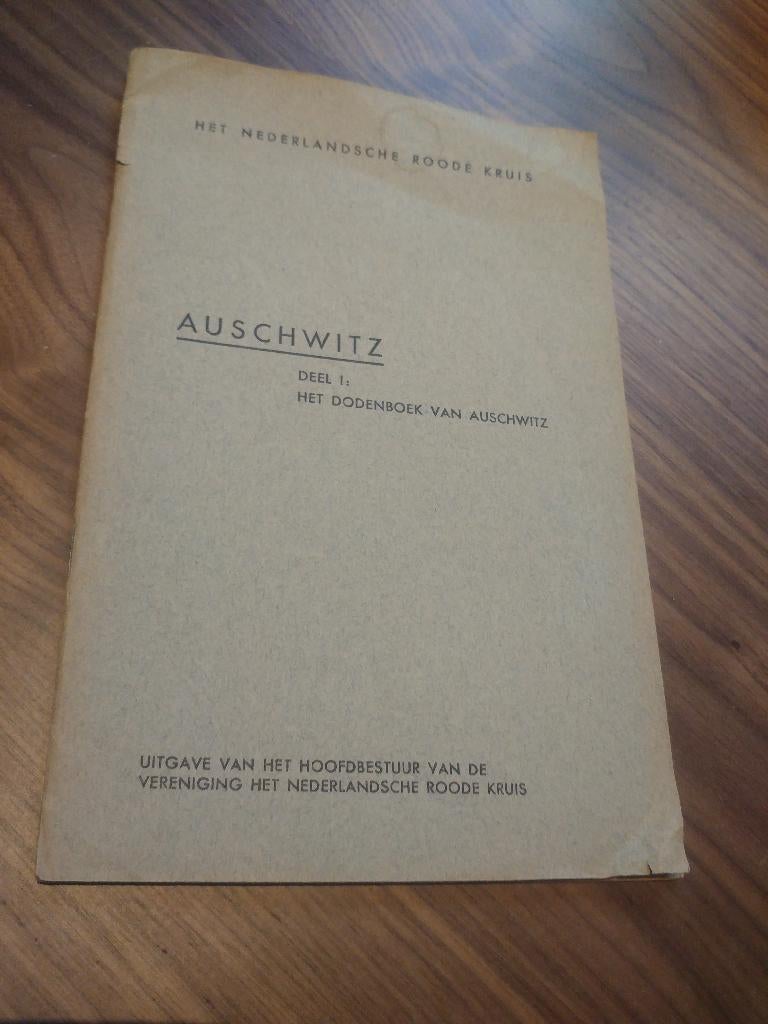 HET NEDERLANDSCHE ROODE KRUIS
AUSCHWITZ
DEEL I:
HET DODENBOEK VAN AUSCHWITZ
UITGAVE VAN HET HOOFDBESTUUR VAN DE
VERENIGING HET NEDERLANDSCHE ROODE KRUIS